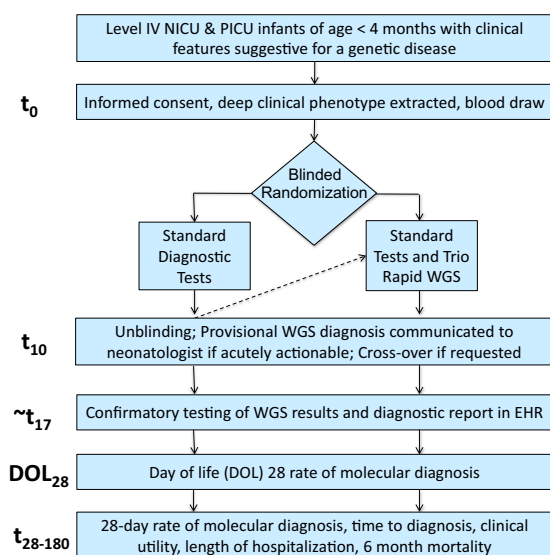 Level IV NICU & PICU infants of age < 4 months with clinical
features suggestive for a genetic disease
t0
Informed consent, deep clinical phenotype extracted, blood draw
Blinded
Randomization
Standard
Diagnostic
Tests
Standard
Tests and Trio
Rapid WGS
t10
Unblinding; Provisional WGS diagnosis communicated to
neonatologist if acutely actionable; Cross-over if requested
~t17
Confirmatory testing of WGS results and diagnostic report in EHR
DOL28
Day of life (DOL) 28 rate of molecular diagnosis
t28-180
28-day rate of molecular diagnosis, time to diagnosis, clinical
utility, length of hospitalization, 6 month mortality